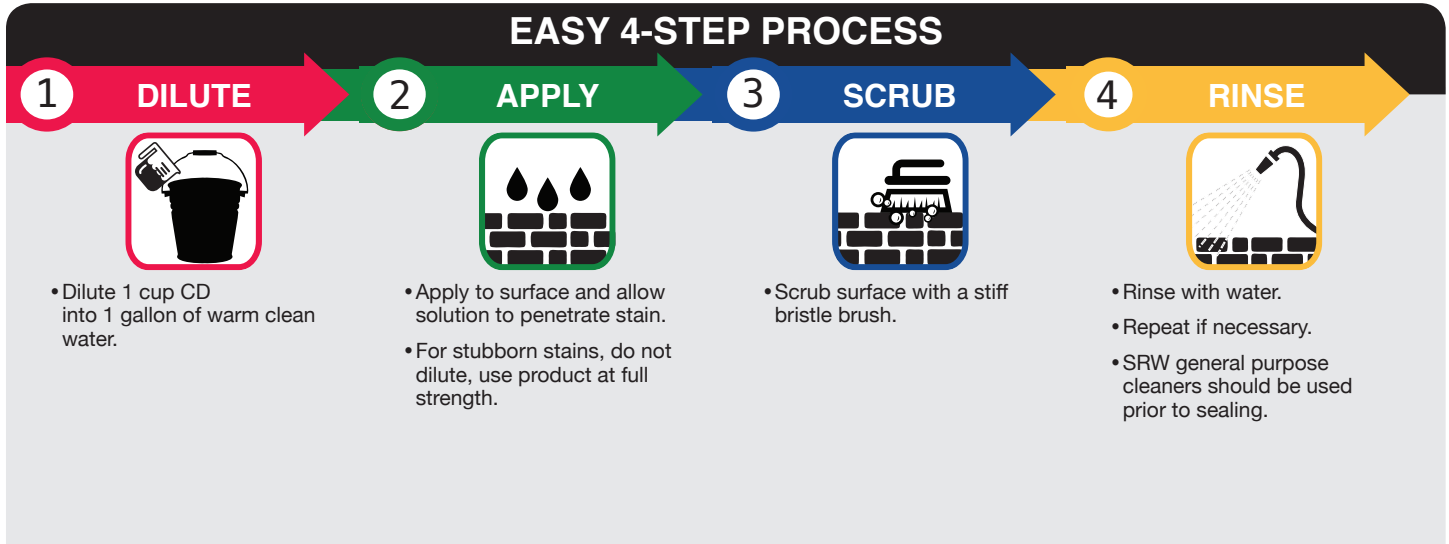 EASY 4-STEP PROCESS
1 DILUTE
• Dilute 1 cup CD
into 1 gallon of warm clean
water.
2 APPLY
• Apply to surface and allow
solution to penetrate stain.
• For stubborn stains, do not
dilute, use product at full
strength.
3 SCRUB
• Scrub surface with a stiff
bristle brush.
4 RINSE
• Rinse with water.
• Repeat if necessary.
• SRW general purpose
cleaners should be used
prior to sealing.